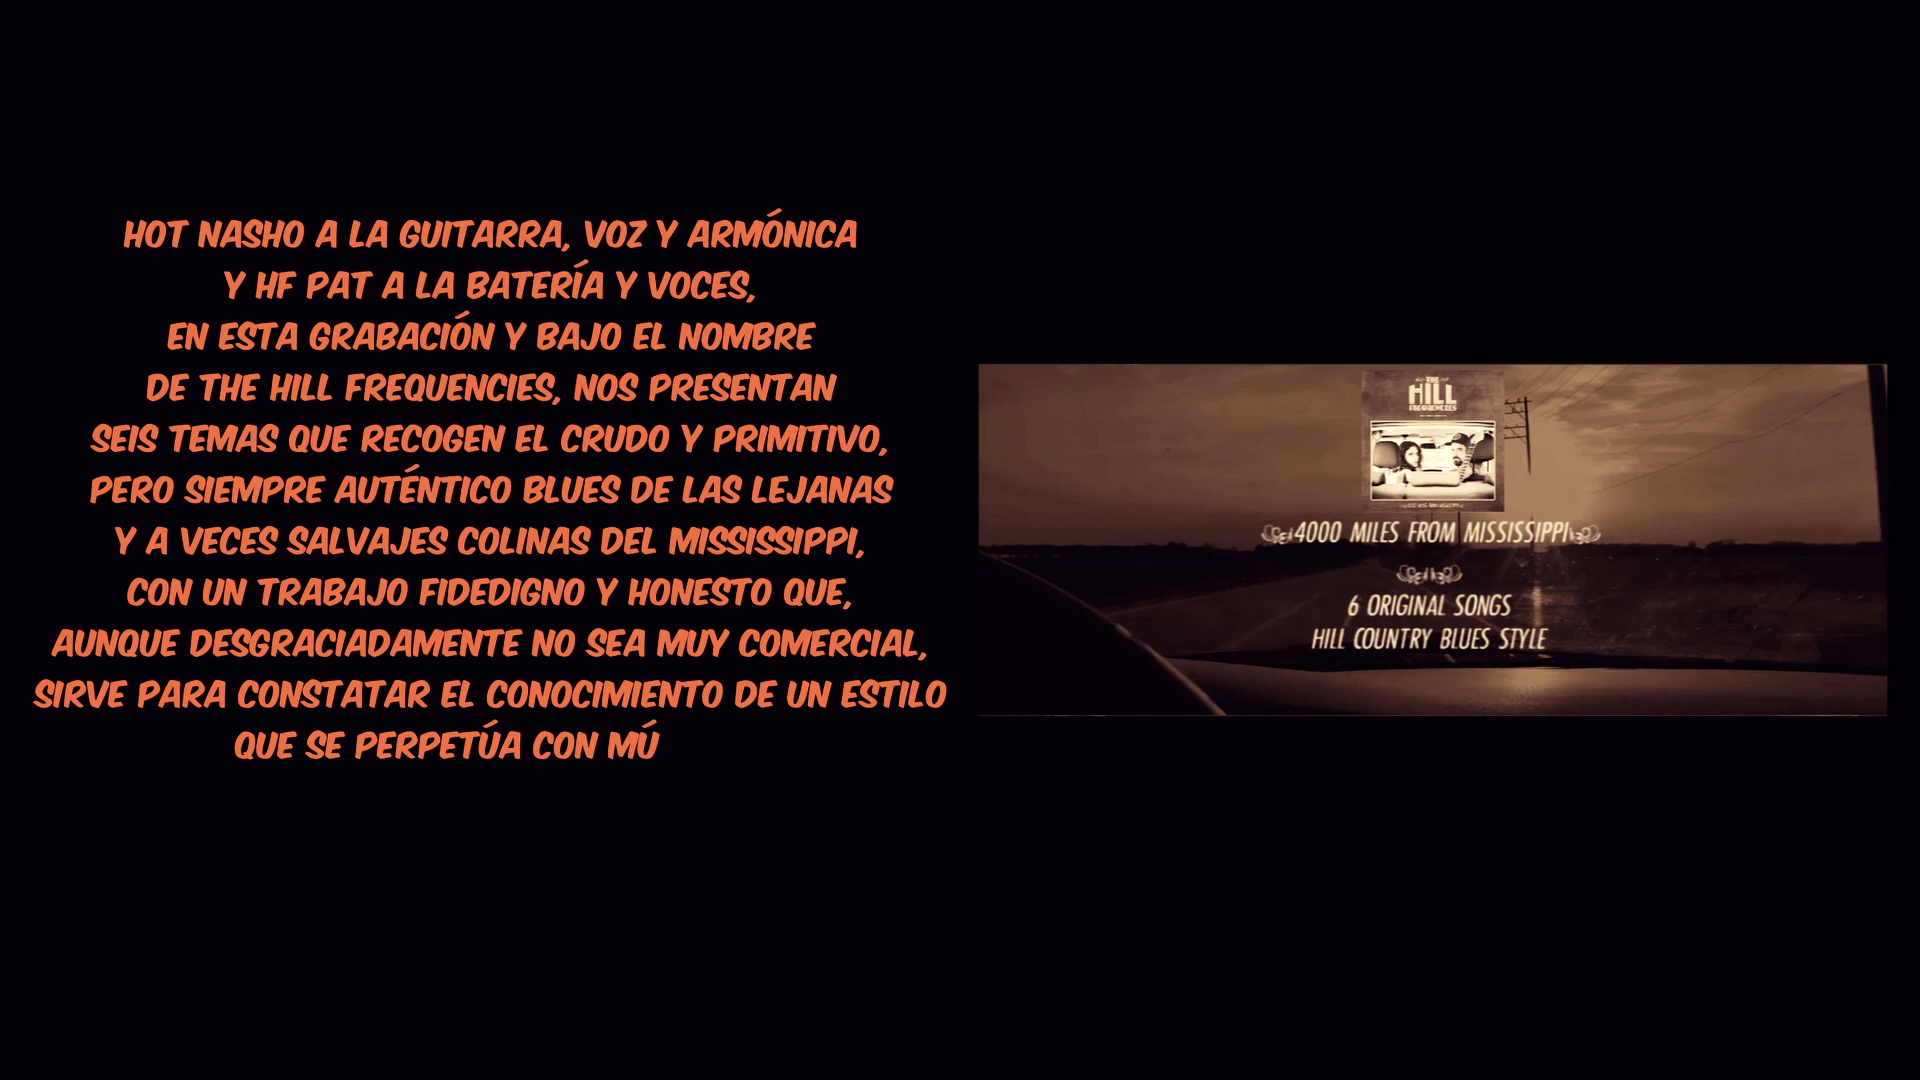 HOT NASHO A LA GUITARRA, VOZ Y ARMÓNICA
Y HF PAT A LA BATERÍA Y VOCES,
EN ESTA GRABACIÓN Y BAJO EL NOMBRE
DE THE HILL FREQUENCIES, NOS PRESENTAN
SEIS TEMAS QUE RECOGEN EL CRUDO Y PRIMITIVO,
PERO SIEMPRE AUTÉNTICO BLUES DE LAS LEJANAS
Y A VECES SALVAJES COLINAS DEL MISSISSIPPI,
CON UN TRABAJO FIDEDIGNO Y HONESTO QUE,
AUNQUE DESGRACIADAMENTE NO SEA MUY COMERCIAL,
SIRVE PARA CONSTATAR EL CONOCIMIENTO DE UN ESTILO
QUE SE PERPETÚA CON MÚ
THE
HILL
FREQUENCIES
4000 MILES FROM MISSISSIPPI
6 ORIGINAL SONGS
HILL COUNTRY BLUES STYLE